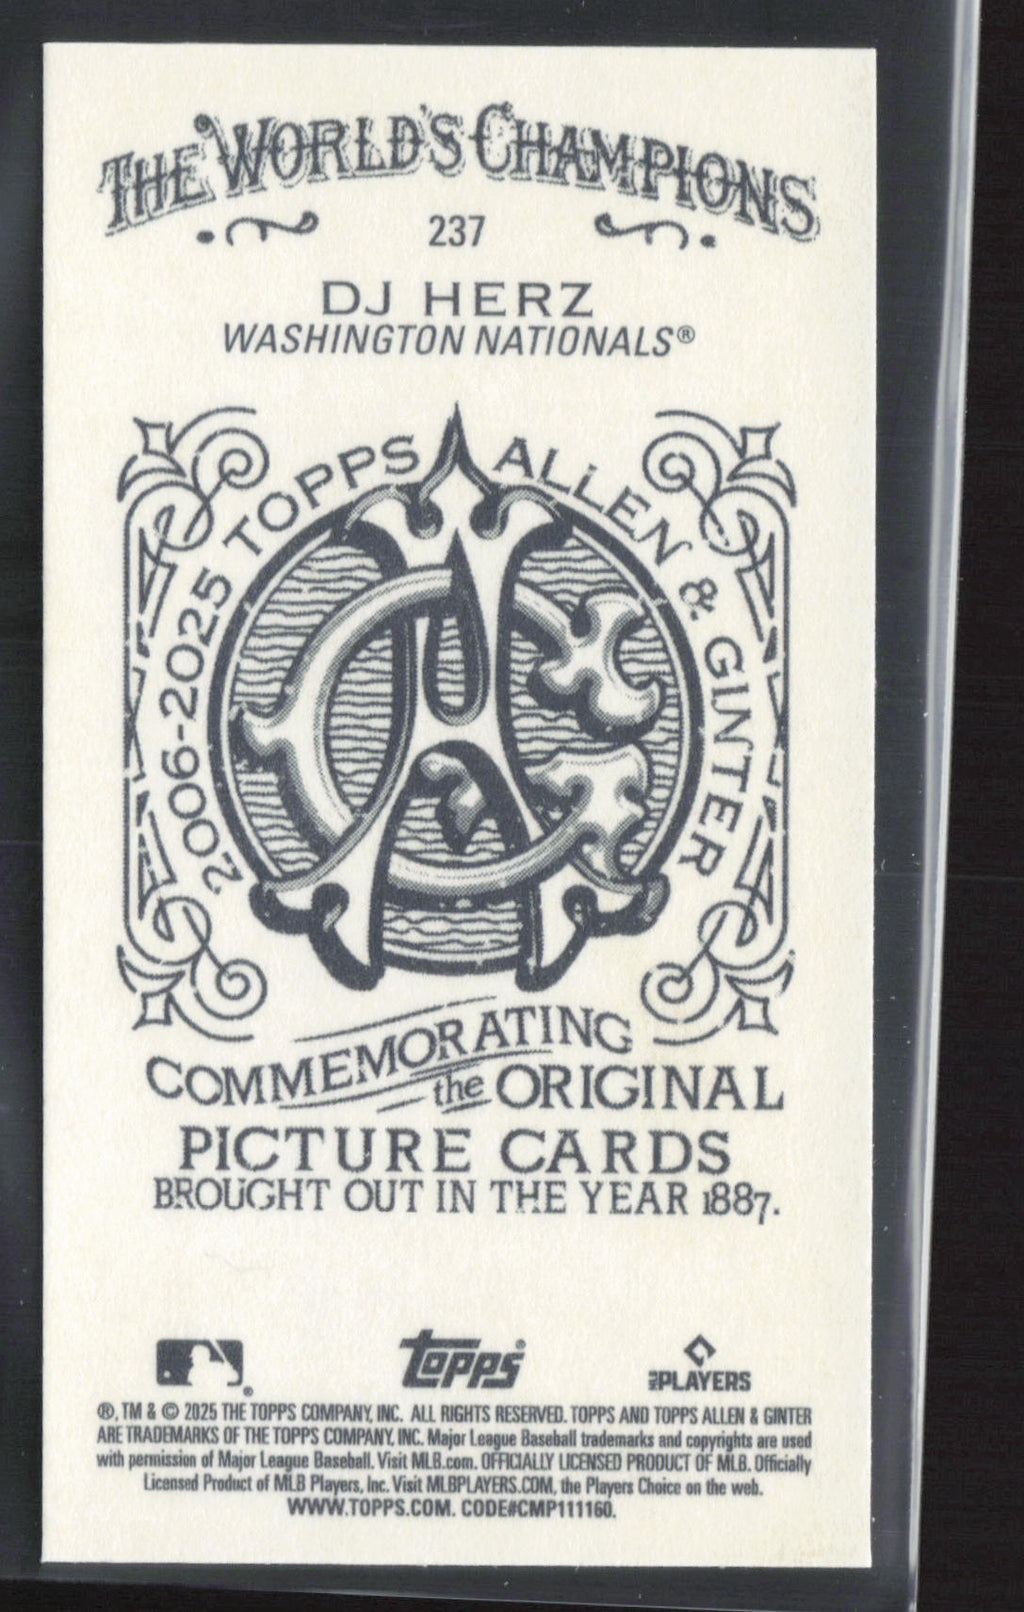 THE WORLD'S CHAMPIONS
237
DJ HERZ
WASHINGTON NATIONALS®
2006-2025 TOPPS ALLEN & GINTER
COMMEMORATING
the ORIGINAL
PICTURE CARDS
BROUGHT OUT IN THE YEAR 1887.
Topps®
MLB PLAYERS
®, TM & © 2025 THE TOPPS COMPANY, INC. ALL RIGHTS RESERVED. TOPPS AND TOPPS ALLEN & GINTER
ARE TRADEMARKS OF THE TOPPS COMPANY, INC. Major League Baseball trademarks and copyrights are used
with permission of Major League Baseball. Visit MLB.com. OFFICIALLY LICENSED PRODUCT OF MLB. Officially
Licensed Product of MLB Players, Inc. Visit MLBPLAYERS.COM, the Players Choice on the web.
WWW.TOPPS.COM. CODE#CMP111160.